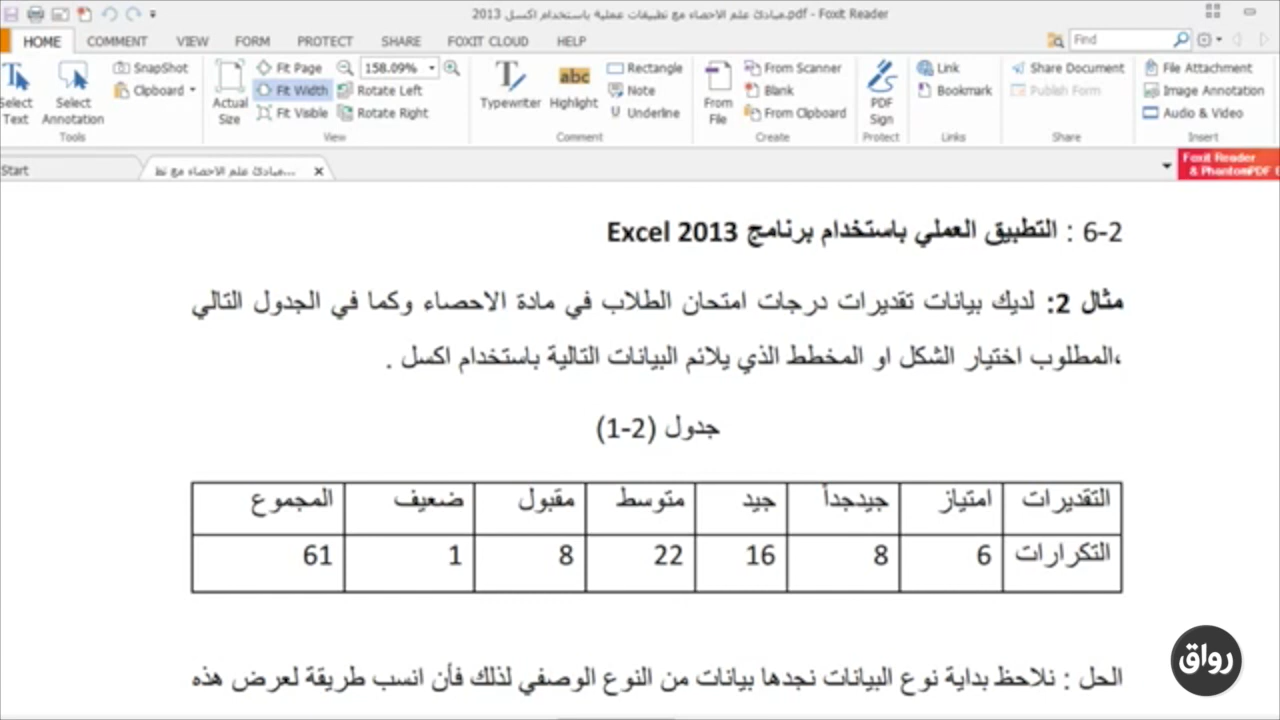 مبادئ علم الاحصاء مع تطبيقات عملية باستخدام اكسل 2013.pdf - Foxit Reader
HOME COMMENT VIEW FORM PROTECT SHARE FOXIT CLOUD HELP Find
SnapShot Fit Page 158.09% Rectangle From Scanner Link Share Document File Attachment
Select Text Select Annotation Clipboard Actual Size Fit Width Rotate Left Typewriter Highlight Note From File Blank PDF Sign Bookmark Publish Form Image Annotation
Fit Visible Rotate Right Underline From Clipboard Audio & Video
Tools View Comment Create Protect Links Share Insert
Start مبادئ علم الاحصاء مع تط... Foxit Reader
& PhantomPDF
6-2 : التطبيق العملي باستخدام برنامج Excel 2013
مثال 2: لديك بيانات تقديرات درجات امتحان الطلاب في مادة الاحصاء وكما في الجدول التالي
،المطلوب اختيار الشكل او المخطط الذي يلائم البيانات التالية باستخدام اكسل .
جدول (2-1)
التقديرات امتياز جيدجداً جيد متوسط مقبول ضعيف المجموع
التكرارات 6 8 16 22 8 1 61
الحل : نلاحظ بداية نوع البيانات نجدها بيانات من النوع الوصفي لذلك فأن انسب طريقة لعرض هذه
رواق